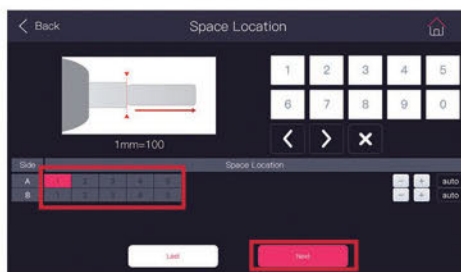 Back Space Location
1 2 3 4 5
6 7 8 9 0
1mm=100
Side Space Location
A 1 2 3 4 5 auto
B 1 2 3 4 5 auto
Last Next